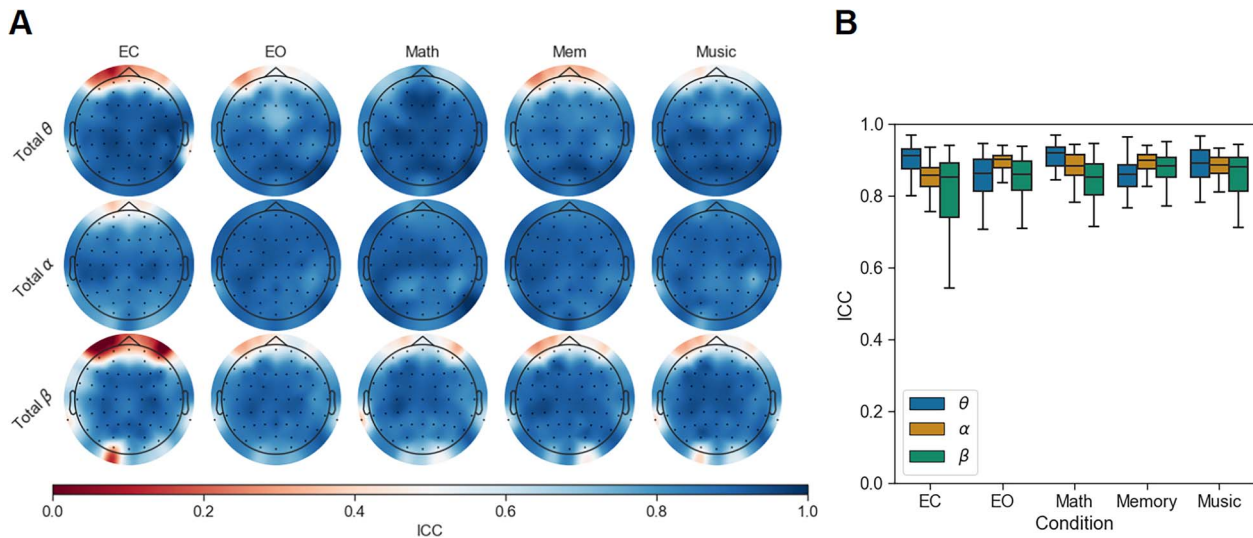 A
EC EO Math Mem Music
Total θ
Total α
Total β
0.0 0.2 0.4 0.6 0.8 1.0
ICC
B
1.0
0.8
0.6
0.4
0.2
0.0
ICC
θ
α
β
EC EO Math Memory Music
Condition